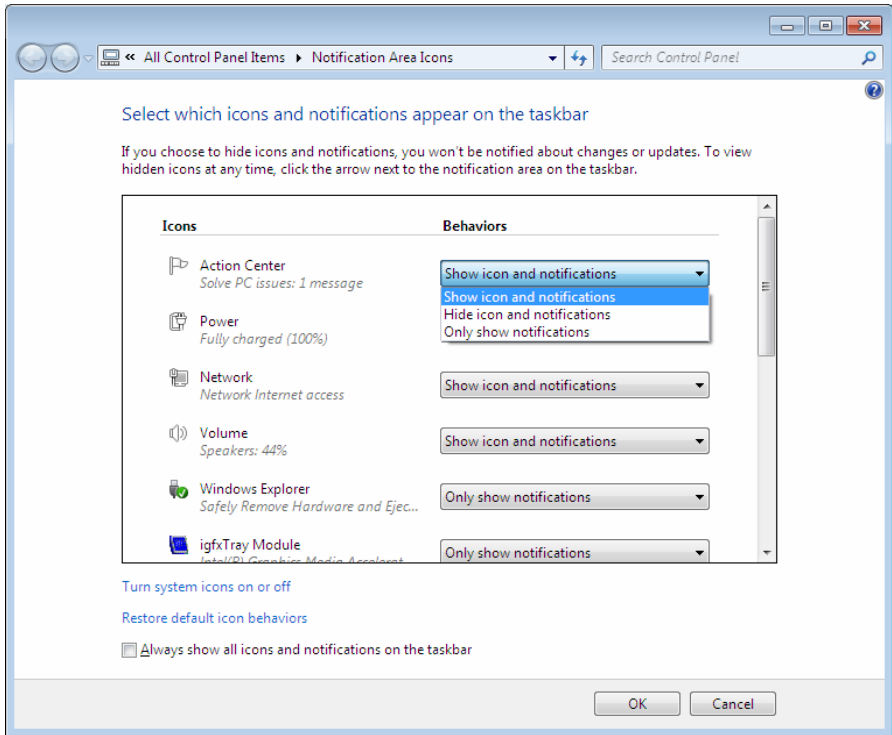 « All Control Panel Items ▸ Notification Area Icons
Search Control Panel
Select which icons and notifications appear on the taskbar
If you choose to hide icons and notifications, you won't be notified about changes or updates. To view
hidden icons at any time, click the arrow next to the notification area on the taskbar.
Icons Behaviors
Action Center
Solve PC issues: 1 message
Show icon and notifications
Show icon and notifications
Hide icon and notifications
Only show notifications
Power
Fully charged (100%)
Network
Network Internet access
Show icon and notifications
Volume
Speakers: 44%
Show icon and notifications
Windows Explorer
Safely Remove Hardware and Ejec...
Only show notifications
igfxTray Module
Intel(R) Graphics Media Accelerat
Only show notifications
Turn system icons on or off
Restore default icon behaviors
Always show all icons and notifications on the taskbar
OK Cancel